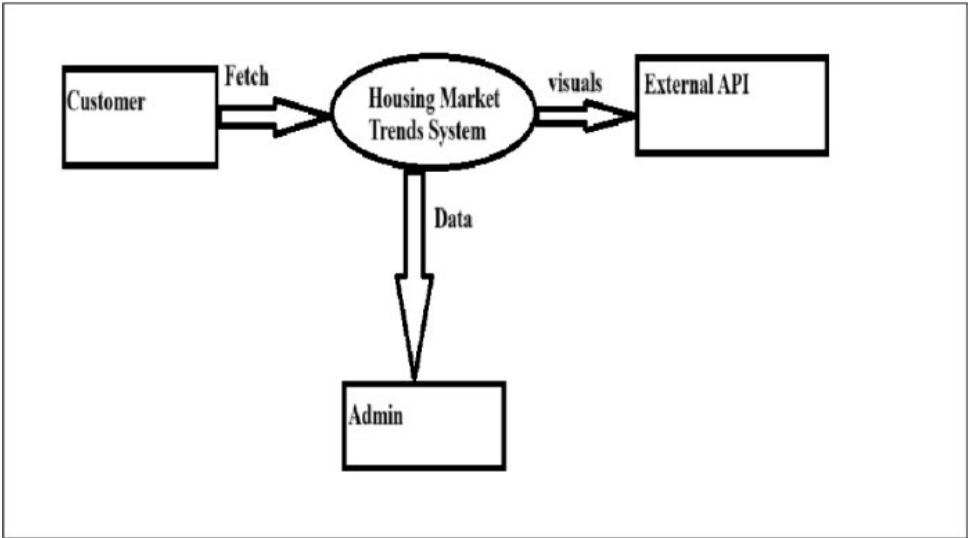 Customer
Fetch
Housing Market
Trends System
visuals
External API
Data
Admin